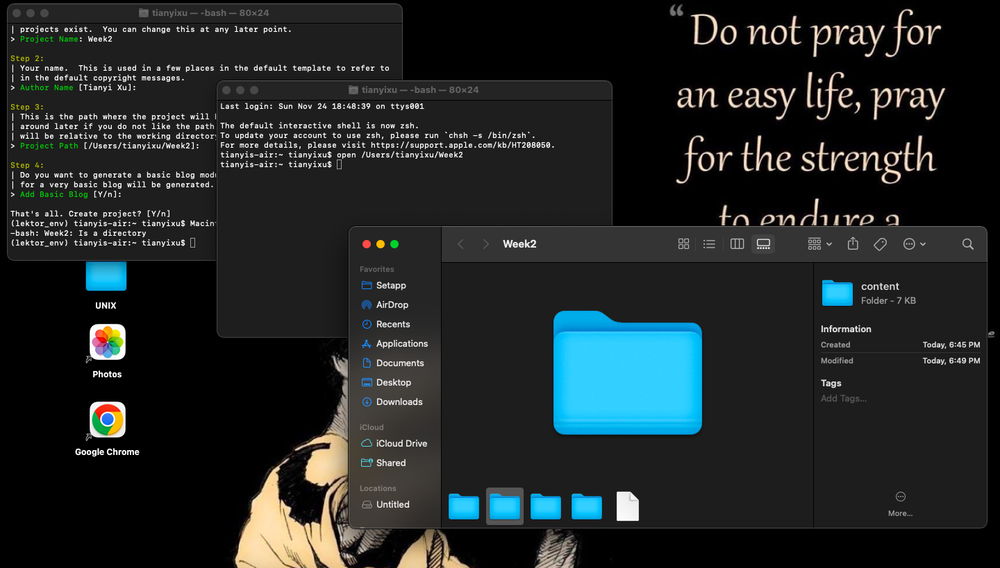 tianyixu — -bash — 80×24
| projects exist.  You can change this at any later point.
> Project Name: Week2
Step 2:
| Your name.  This is used in a few places in the default template to refer to
| in the default copyright messages.
> Author Name [Tianyi Xu]:
Step 3:
| This is the path where the project will
| around later if you do not like the path
| will be relative to the working directory
> Project Path [/Users/tianyixu/Week2]:
Step 4:
| Do you want to generate a basic blog
| for a very basic blog will be generated.
> Add Basic Blog [Y/n]:
That's all. Create project? [Y/n]
(lektor_env) tianyis-air:~ tianyixu$
-bash: Week2: Is a directory
(lektor_env) tianyis-air:~ tianyixu$
tianyixu — -bash — 80×24
Last login: Sun Nov 24 18:48:39 on ttys001
The default interactive shell is now zsh.
To update your account to use zsh, please run `chsh -s /bin/zsh`.
For more details, please visit https://support.apple.com/kb/HT208050.
tianyis-air:~ tianyixu$ open /Users/tianyixu/Week2
tianyis-air:~ tianyixu$
“ Do not pray for
an easy life, pray
for the strength
to endure a
UNIX
Photos
Google Chrome
Week2
Favorites
Setapp
AirDrop
Recents
Applications
Documents
Desktop
Downloads
iCloud
iCloud Drive
Shared
Locations
Untitled
content
Folder - 7 KB
Information
Created Today, 6:45 PM
Modified Today, 6:49 PM
Tags
Add Tags...
More...